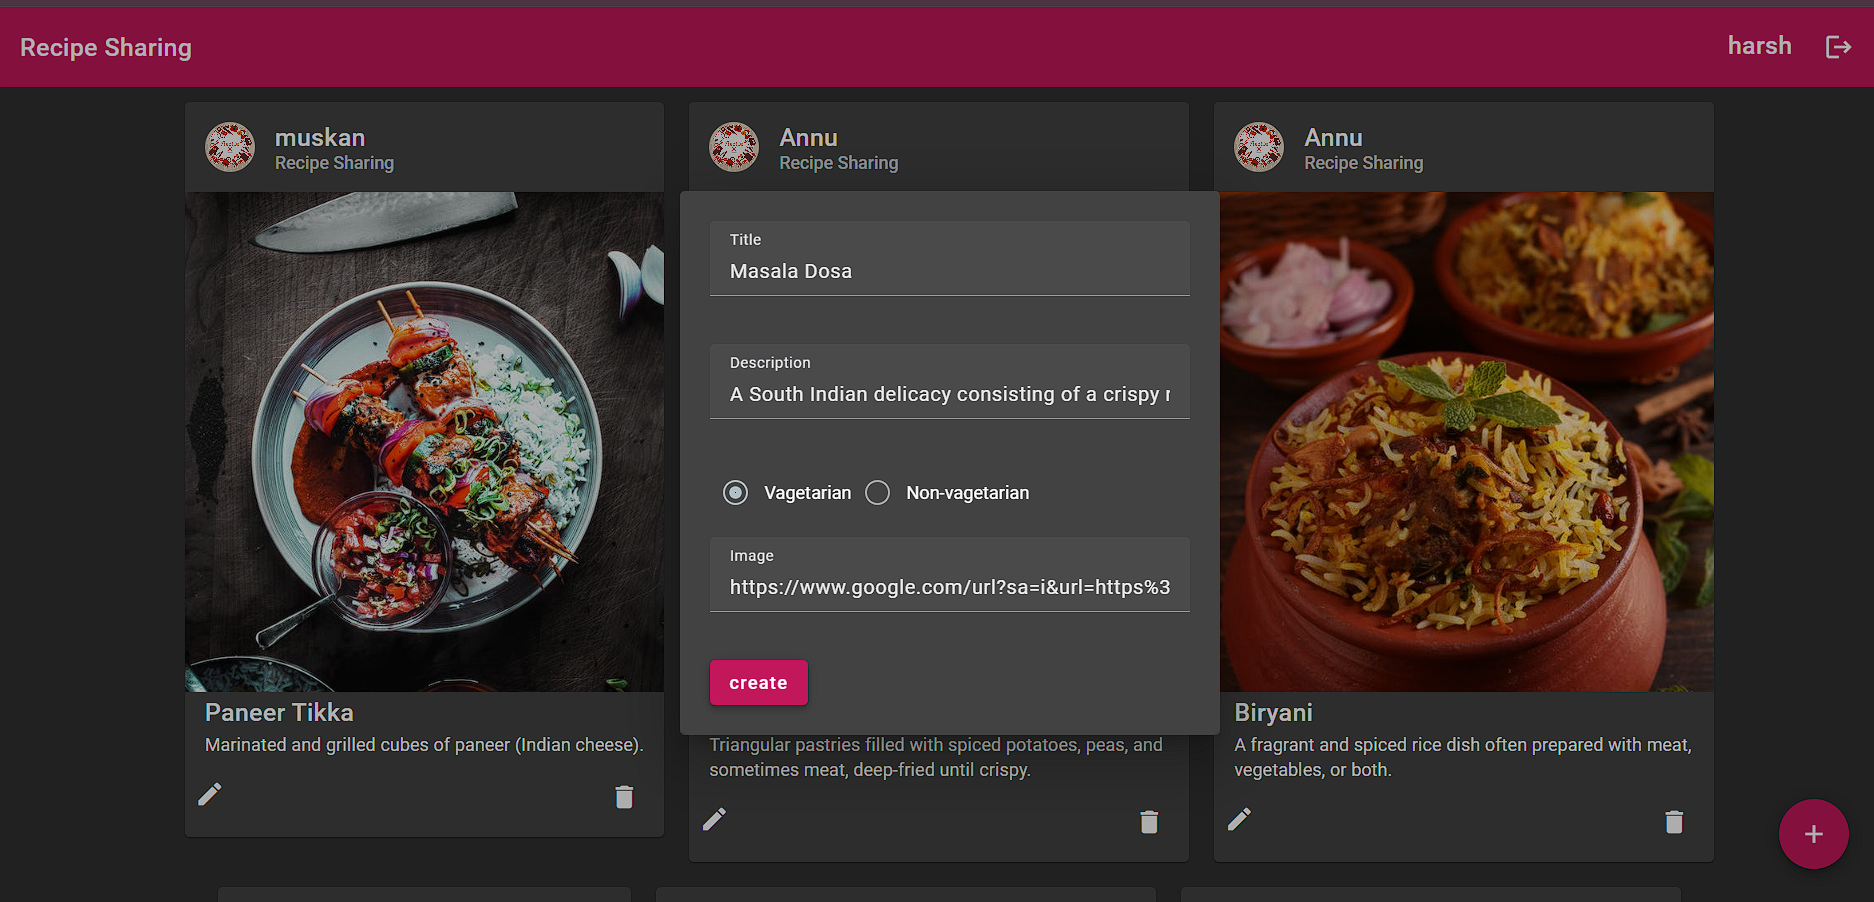 Recipe Sharing
harsh
muskan
Recipe Sharing
Annu
Recipe Sharing
Annu
Recipe Sharing
Title
Masala Dosa
Description
A South Indian delicacy consisting of a crispy r
Vagetarian
Non-vagetarian
Image
https://www.google.com/url?sa=i&url=https%3
create
Paneer Tikka
Marinated and grilled cubes of paneer (Indian cheese).
Triangular pastries filled with spiced potatoes, peas, and
sometimes meat, deep-fried until crispy.
Biryani
A fragrant and spiced rice dish often prepared with meat,
vegetables, or both.